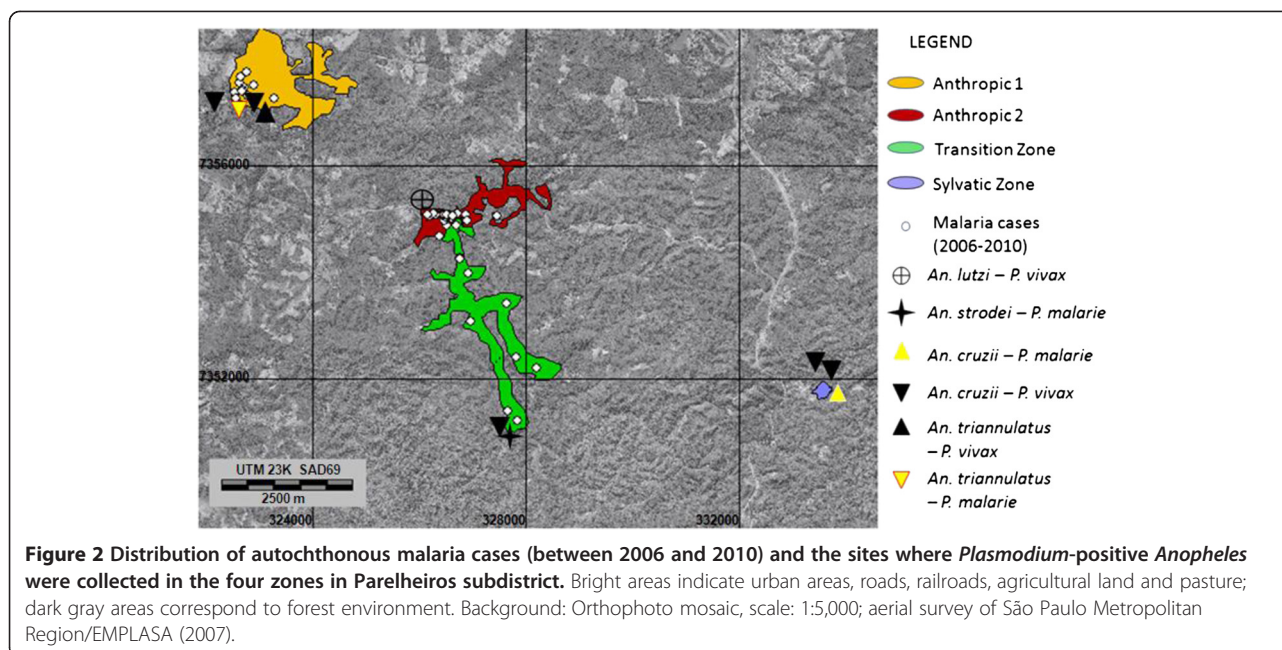 LEGEND
Anthropic 1
Anthropic 2
Transition Zone
Sylvatic Zone
Malaria cases
(2006-2010)
An. lutzi – P. vivax
An. strodei – P. malarie
An. cruzii – P. malarie
An. cruzii – P. vivax
An. triannulatus
– P. vivax
An. triannulatus
– P. malarie
7356000
7352000
UTM 23K SAD69
2500 m
324000
328000
332000
Figure 2 Distribution of autochthonous malaria cases (between 2006 and 2010) and the sites where Plasmodium-positive Anopheles
were collected in the four zones in Parelheiros subdistrict. Bright areas indicate urban areas, roads, railroads, agricultural land and pasture;
dark gray areas correspond to forest environment. Background: Orthophoto mosaic, scale: 1:5,000; aerial survey of São Paulo Metropolitan
Region/EMPLASA (2007).